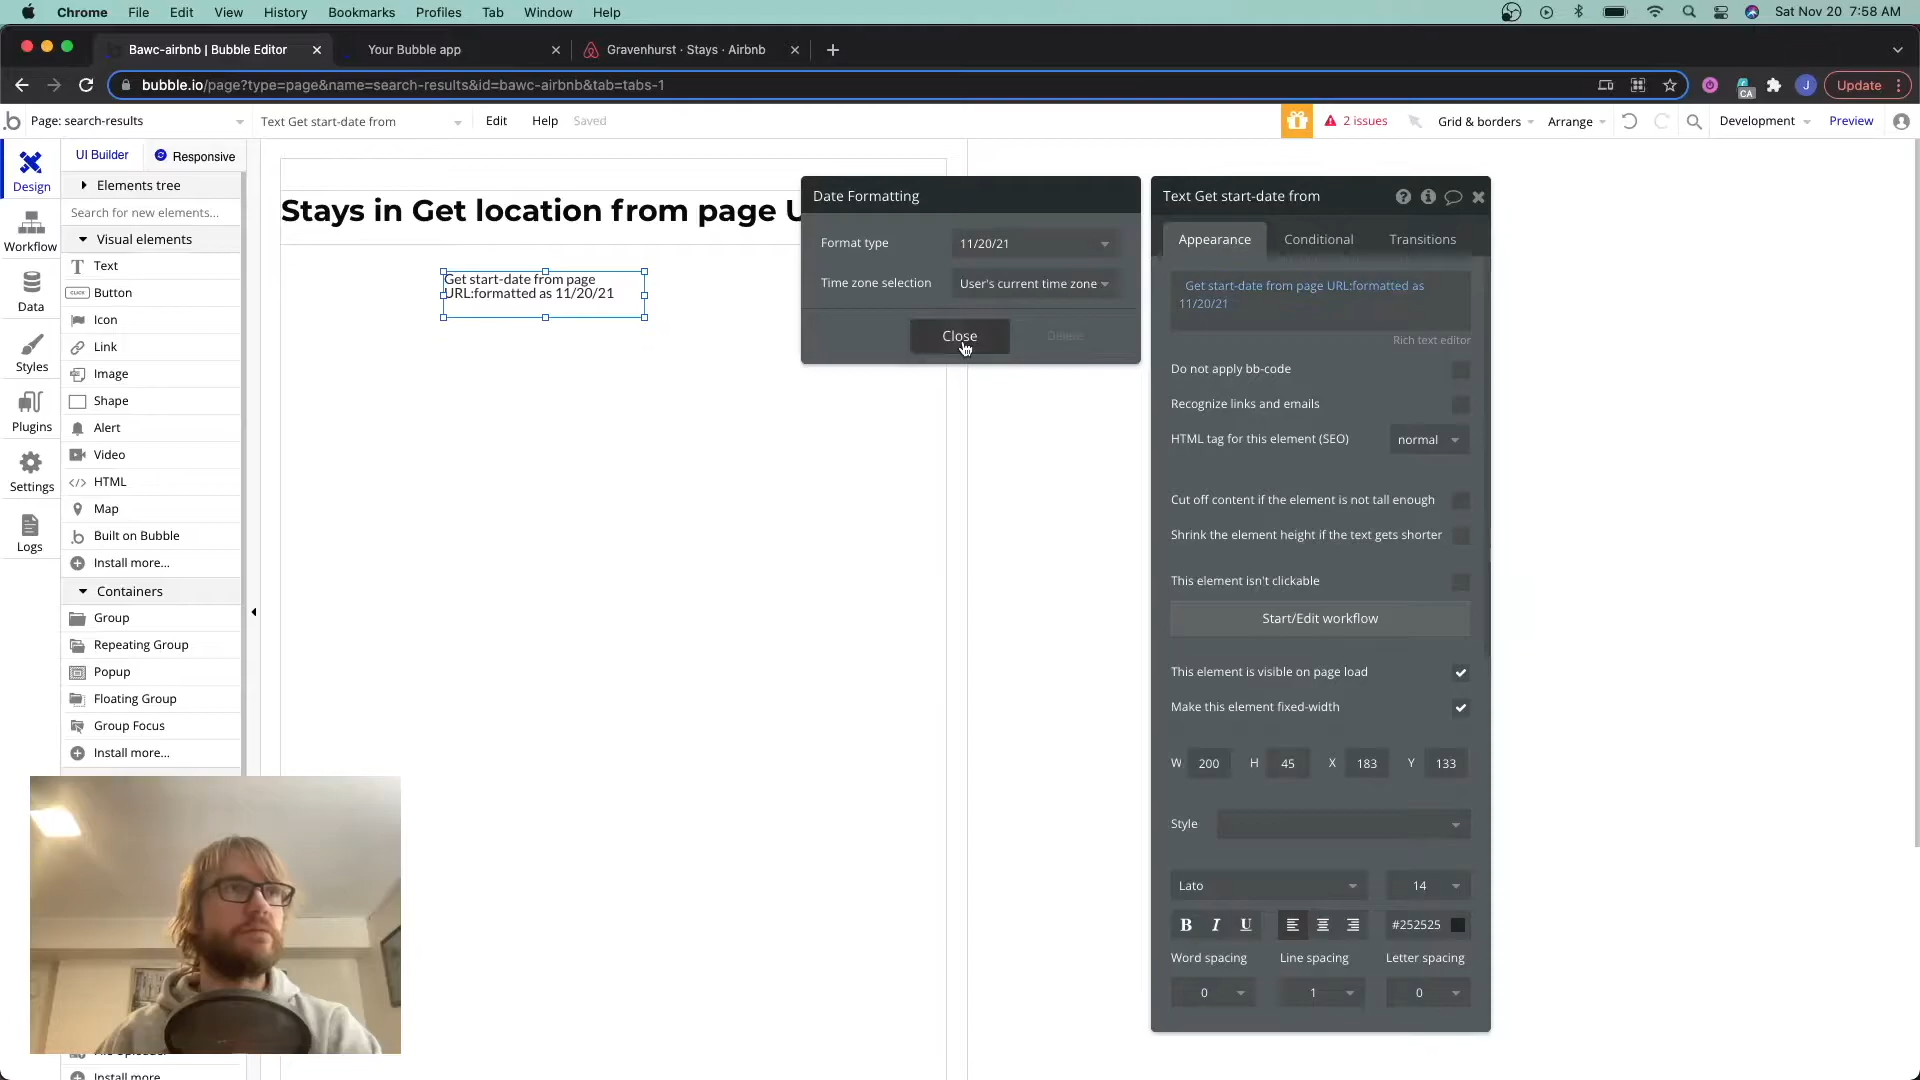 Chrome File Edit View History Bookmarks Profiles Tab Window Help Sat Nov 20 7:58 AM
Bawc-airbnb | Bubble Editor Your Bubble app Gravenhurst · Stays · Airbnb
bubble.io/page?type=page&name=search-results&id=bawc-airbnb&tab=tabs-1 CA J Update
Page: search-results Text Get start-date from Edit Help Saved 2 issues Grid & borders Arrange Development Preview
Design
Workflow
Data
Styles
Plugins
Settings
Logs
UI Builder Responsive
Elements tree
Search for new elements...
Visual elements
Text
CLICK Button
Icon
Link
Image
Shape
Alert
Video
HTML
Map
Built on Bubble
Install more...
Containers
Group
Repeating Group
Popup
Floating Group
Group Focus
Install more...
Install more
Stays in Get location from page U
Get start-date from page
URL:formatted as 11/20/21
Date Formatting
Format type 11/20/21
Time zone selection User's current time zone
Close Delete
Text Get start-date from
Appearance Conditional Transitions
Get start-date from page URL:formatted as
11/20/21
Rich text editor
Do not apply bb-code
Recognize links and emails
HTML tag for this element (SEO) normal
Cut off content if the element is not tall enough
Shrink the element height if the text gets shorter
This element isn't clickable
Start/Edit workflow
This element is visible on page load
Make this element fixed-width
W 200 H 45 X 183 Y 133
Style
Lato 14
B I U #252525
Word spacing Line spacing Letter spacing
0 1 0